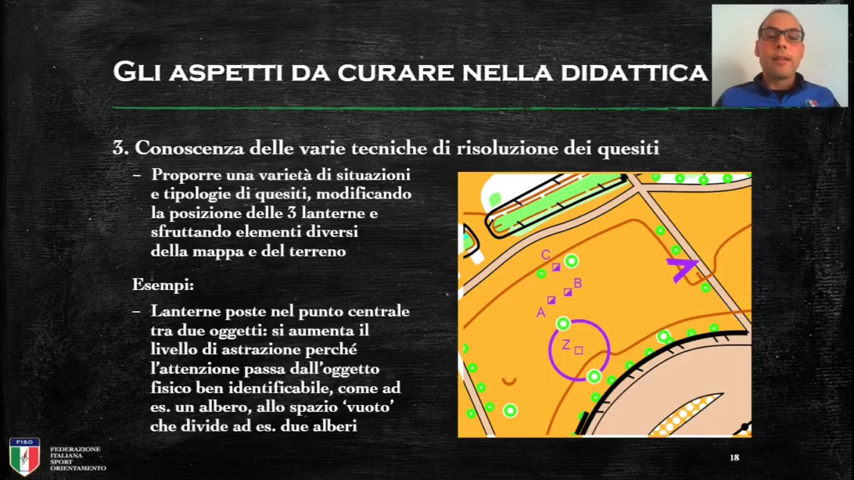 GLI ASPETTI DA CURARE NELLA DIDATTICA
3. Conoscenza delle varie tecniche di risoluzione dei quesiti
– Proporre una varietà di situazioni
e tipologie di quesiti, modificando
la posizione delle 3 lanterne e
sfruttando elementi diversi
della mappa e del terreno
Esempi:
– Lanterne poste nel punto centrale
tra due oggetti: si aumenta il
livello di astrazione perché
l'attenzione passa dall'oggetto
fisico ben identificabile, come ad
es. un albero, allo spazio 'vuoto'
che divide ad es. due alberi
C
B
A
Z
FISO
FEDERAZIONE
ITALIANA
SPORT
ORIENTAMENTO
18